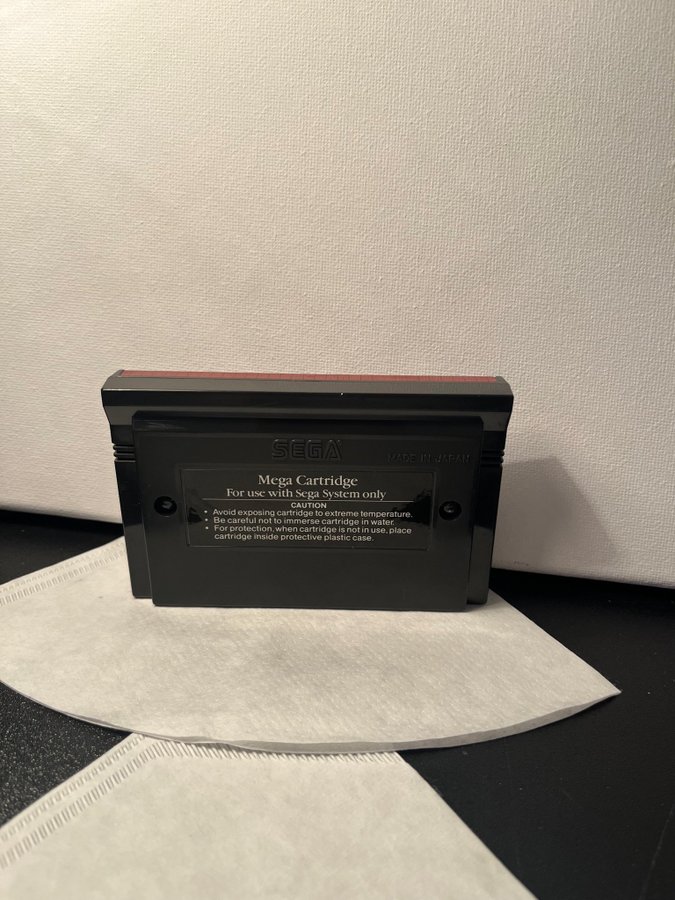 SEGA
MADE IN JAPAN
Mega Cartridge
For use with Sega System only
CAUTION
• Avoid exposing cartridge to extreme temperature.
• Be careful not to immerse cartridge in water.
• For protection, when cartridge is not in use, place
cartridge inside protective plastic case.